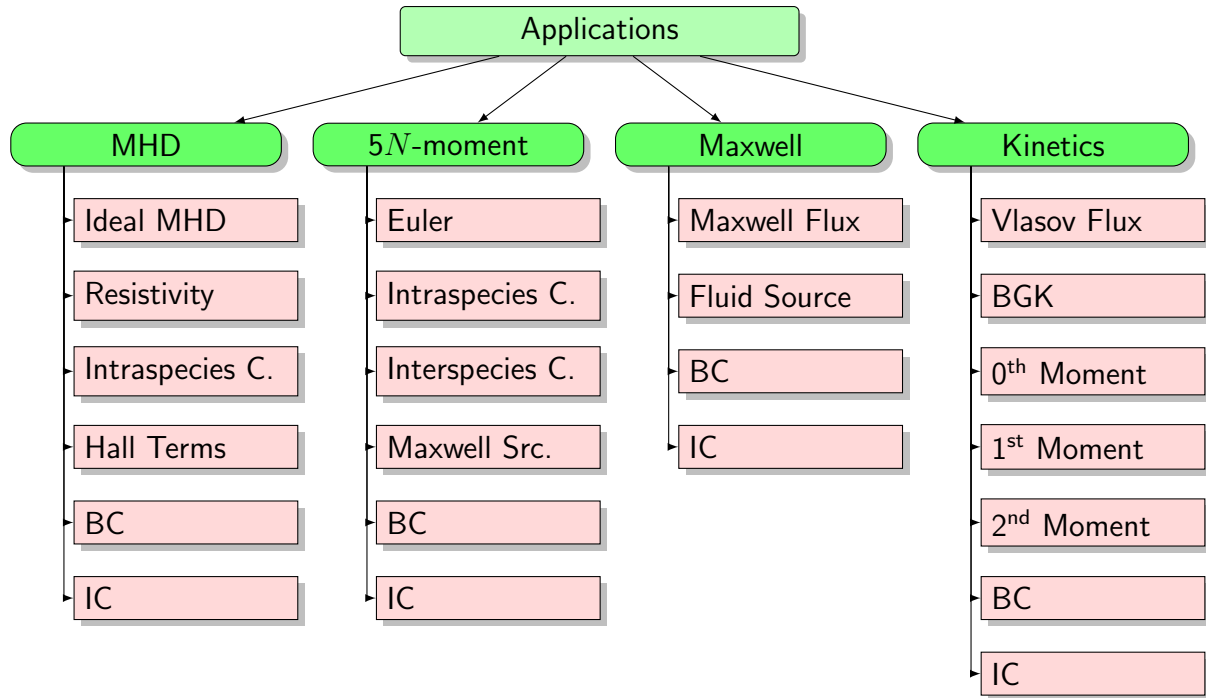 Applications
MHD
5N-moment
Maxwell
Kinetics
Ideal MHD
Resistivity
Intraspecies C.
Hall Terms
BC
IC
Euler
Intraspecies C.
Interspecies C.
Maxwell Src.
BC
IC
Maxwell Flux
Fluid Source
BC
IC
Vlasov Flux
BGK
0th Moment
1st Moment
2nd Moment
BC
IC